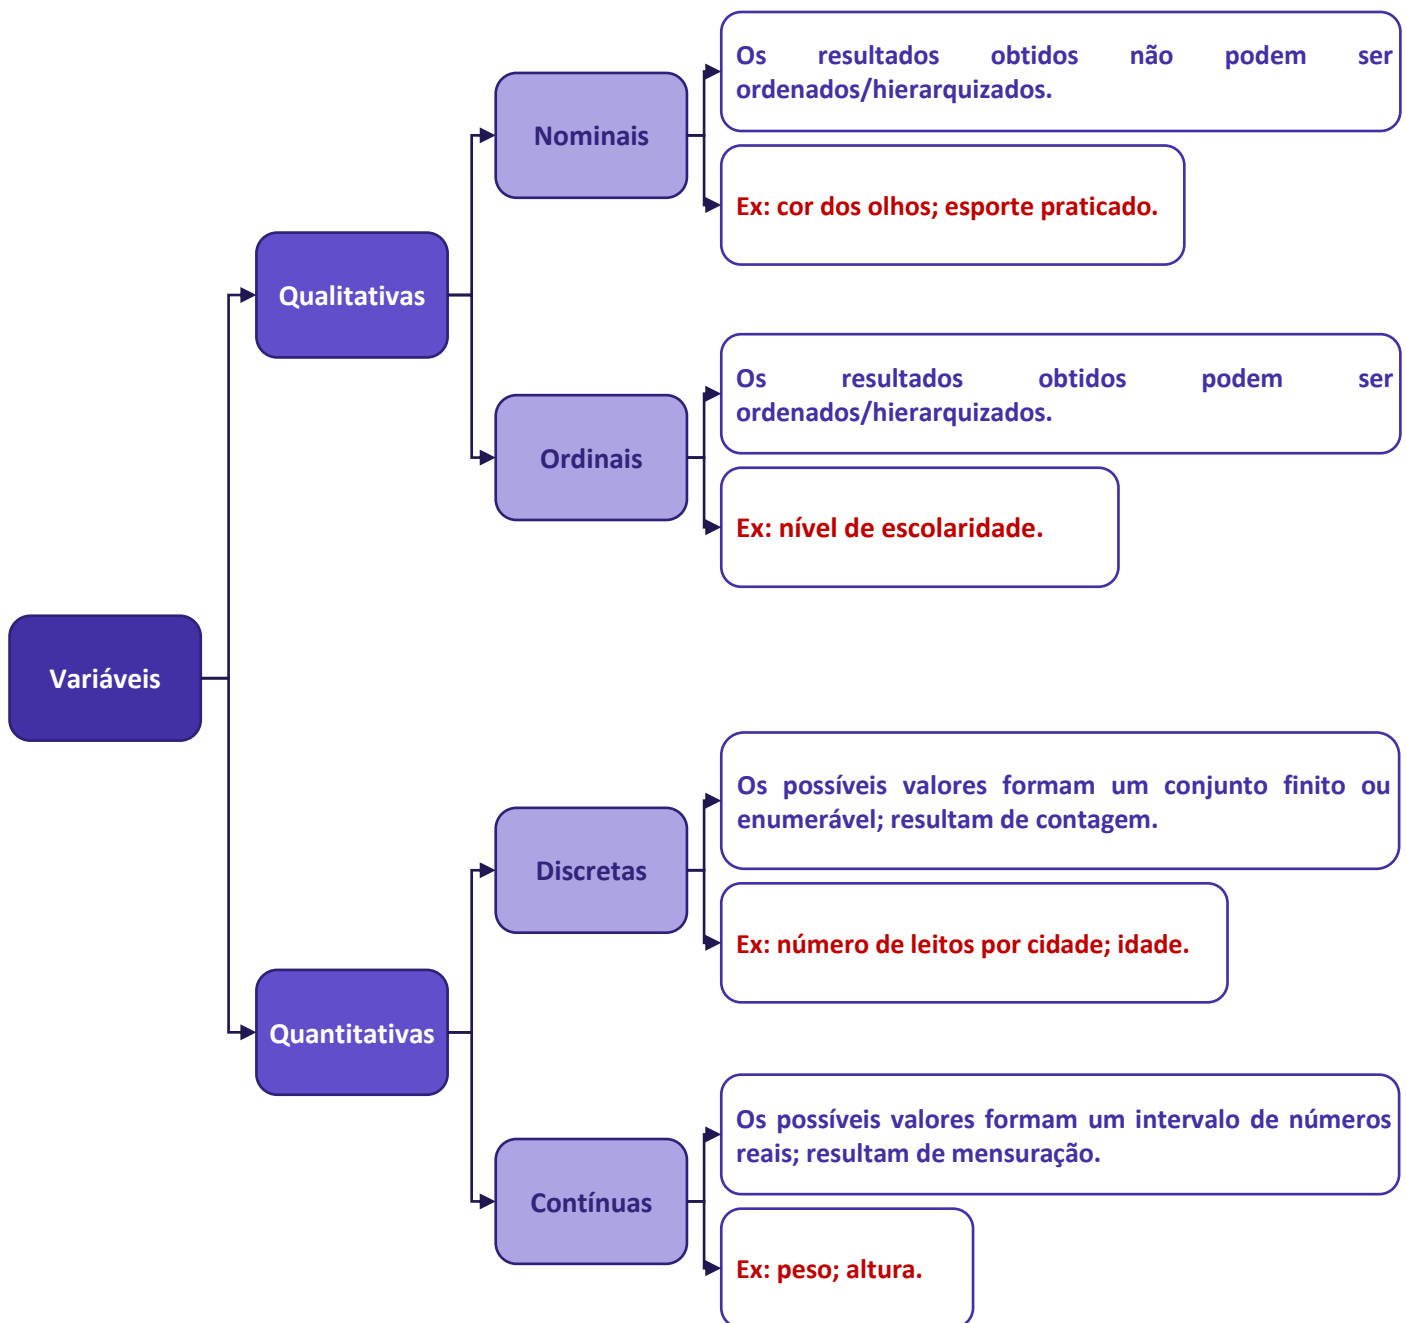 Variáveis
Qualitativas
Nominais
Os resultados obtidos não podem ser
ordenados/hierarquizados.
Ex: cor dos olhos; esporte praticado.
Ordinais
Os resultados obtidos podem ser
ordenados/hierarquizados.
Ex: nível de escolaridade.
Quantitativas
Discretas
Os possíveis valores formam um conjunto finito ou
enumerável; resultam de contagem.
Ex: número de leitos por cidade; idade.
Contínuas
Os possíveis valores formam um intervalo de números
reais; resultam de mensuração.
Ex: peso; altura.